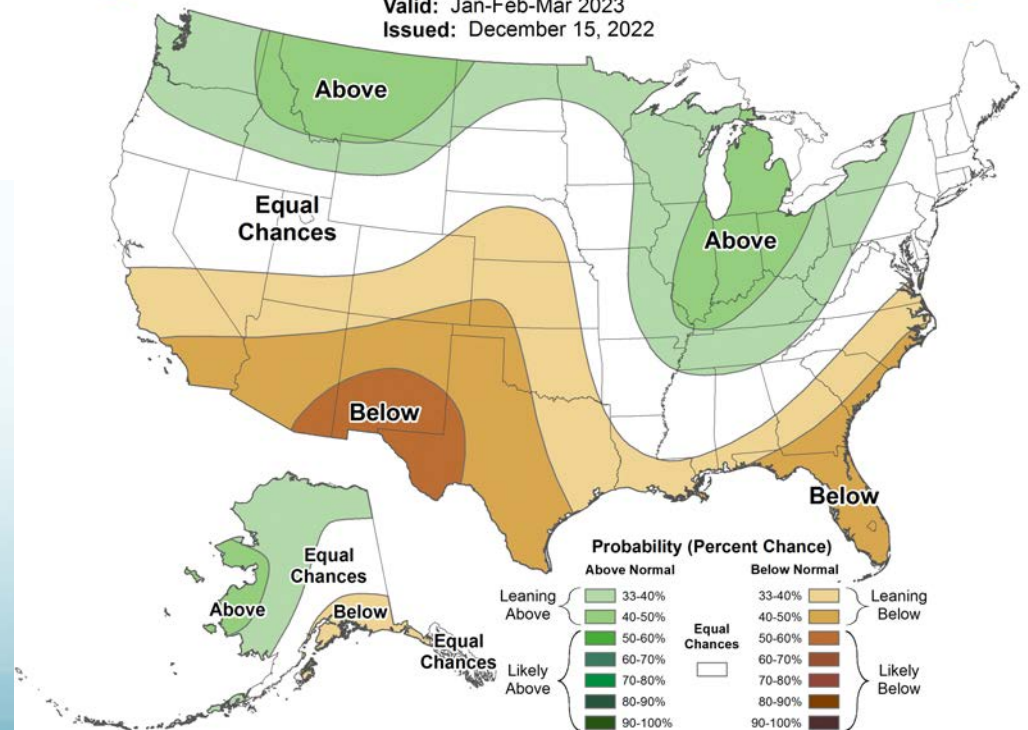 Valid: Jan-Feb-Mar 2023
Issued: December 15, 2022
Above
Equal
Chances
Above
Below
Below
Equal
Chances
Above
Below
Equal
Chances
Probability (Percent Chance)
Above Normal Below Normal
Leaning
Above
33-40%
40-50%
50-60%
60-70%
70-80%
80-90%
90-100%
Likely
Above
Equal
Chances
33-40%
40-50%
50-60%
60-70%
70-80%
80-90%
90-100%
Leaning
Below
Likely
Below